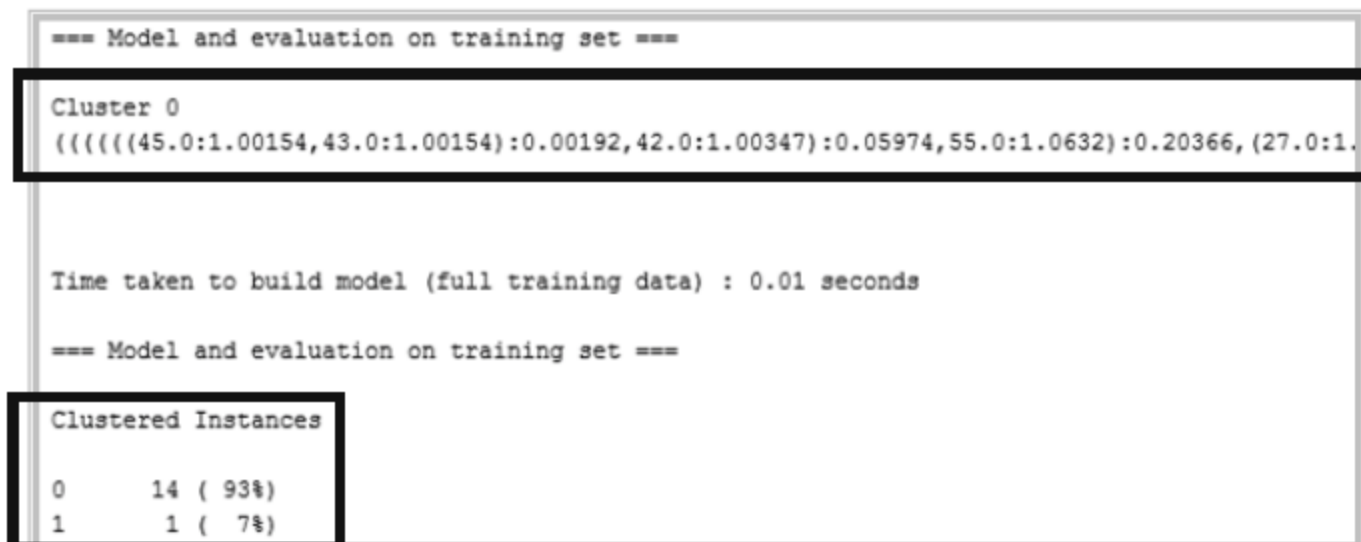 === Model and evaluation on training set ===
Cluster 0
((((((45.0:1.00154,43.0:1.00154):0.00192,42.0:1.00347):0.05974,55.0:1.0632):0.20366,(27.0:1.
Time taken to build model (full training data) : 0.01 seconds
=== Model and evaluation on training set ===
Clustered Instances
0 14 ( 93%)
1 1 ( 7%)